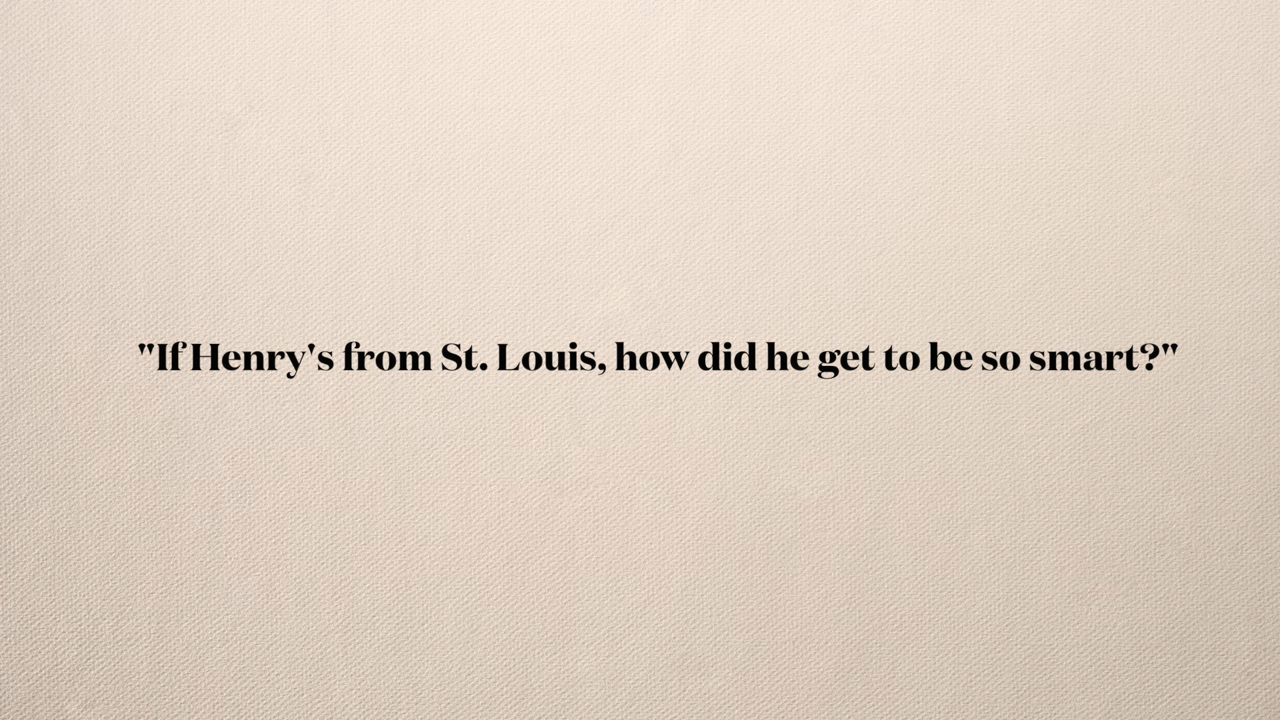 "If Henry's from St. Louis, how did he get to be so smart?"